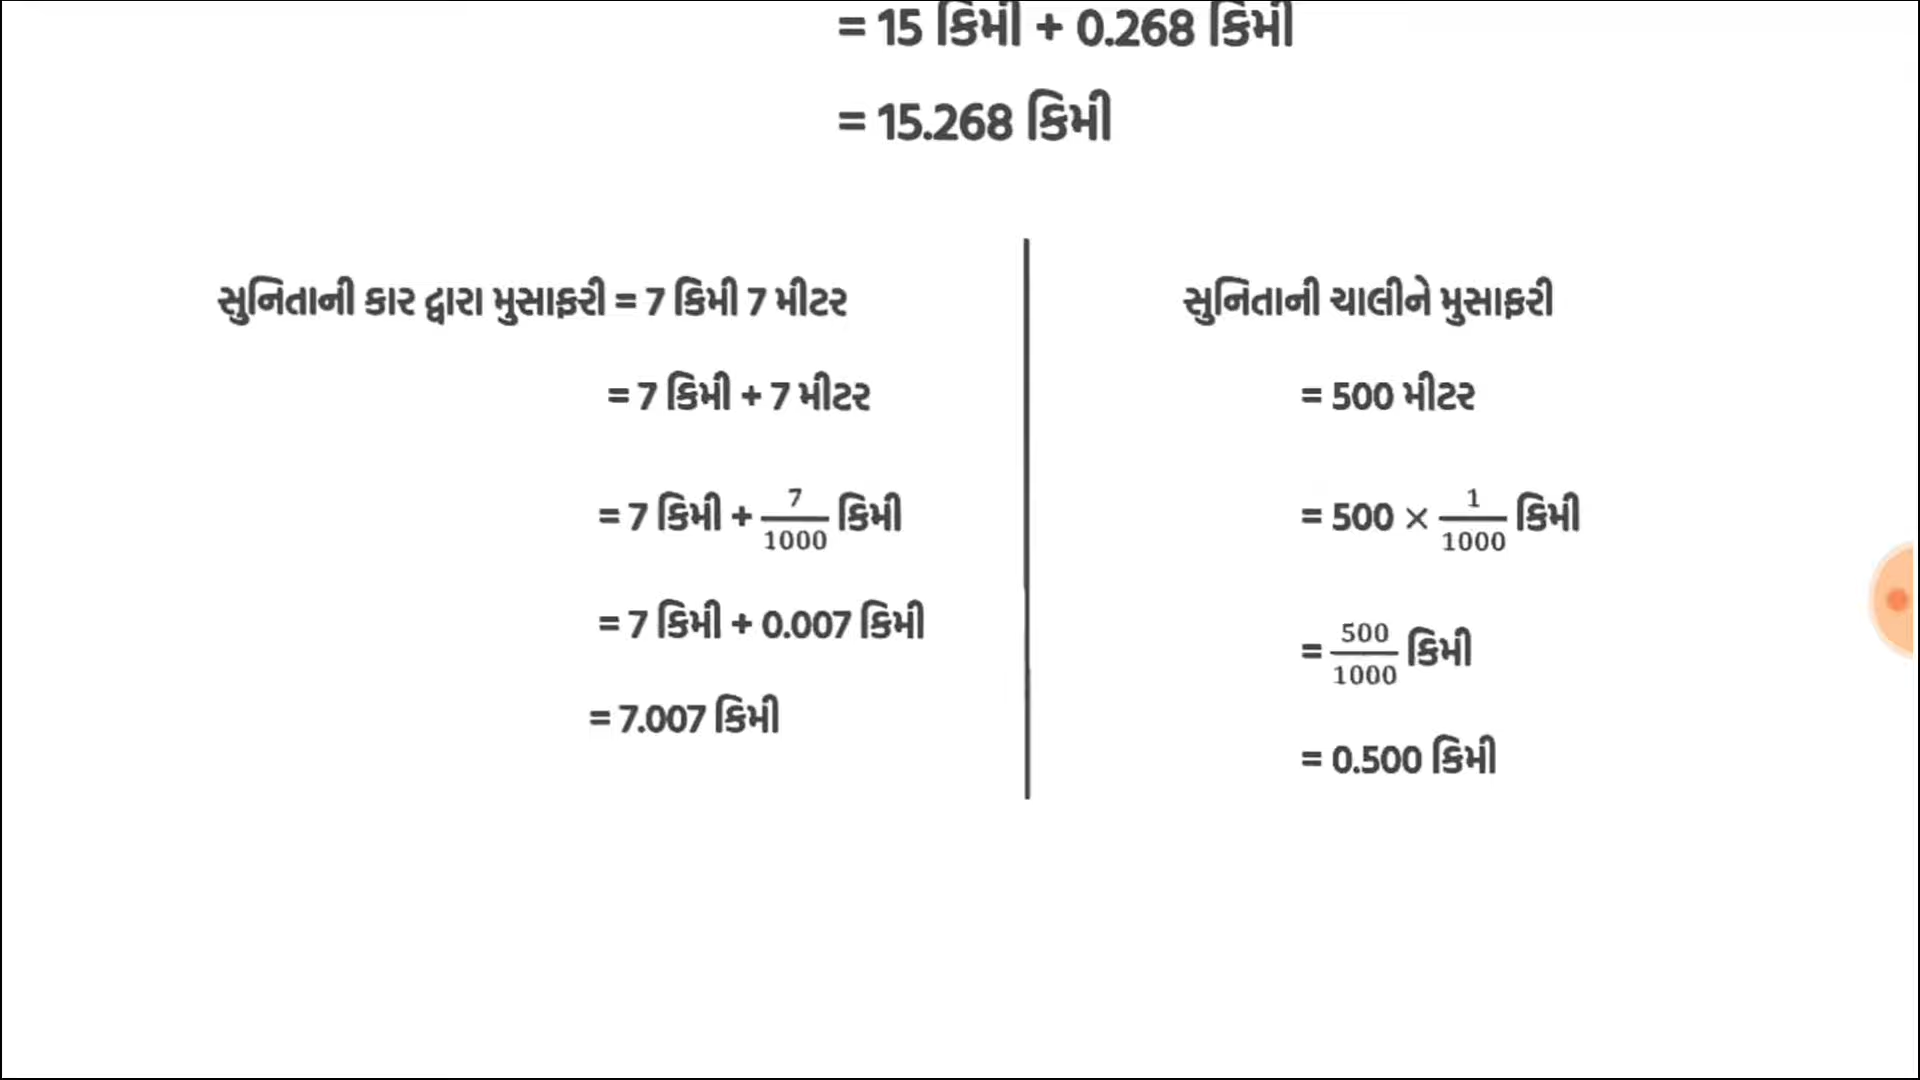 = 15 કિમી + 0.268 કિમી
= 15.268 કિમી
સુનિતાની કાર દ્વારા મુસાફરી = 7 કિમી 7 મીટર
= 7 કિમી + 7 મીટર
= 7 કિમી + 7/1000 કિમી
= 7 કિમી + 0.007 કિમી
= 7.007 કિમી
સુનિતાની ચાલીને મુસાફરી
= 500 મીટર
= 500 × 1/1000 કિમી
= 500/1000 કિમી
= 0.500 કિમી